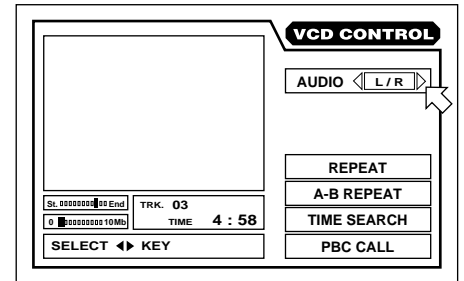 VCD CONTROL
AUDIO L / R
REPEAT
A-B REPEAT
TIME SEARCH
PBC CALL
St. End
0 10Mb
TRK. 03
TIME 4 : 58
SELECT KEY